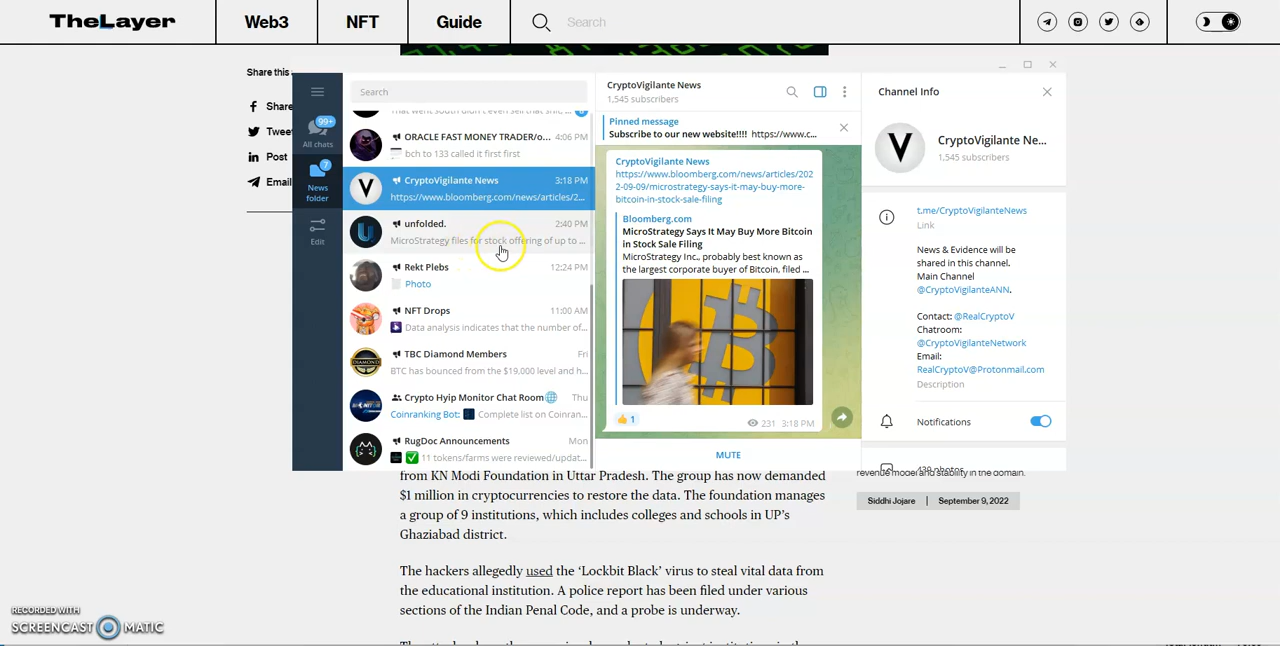 TheLayer
Web3
NFT
Guide
Search
Share this
Share
Tweet
Post
Email
99+
All chats
7
News
folder
Edit
Search
ORACLE FAST MONEY TRADER/o... 4:06 PM
bch to 133 called it first first
CryptoVigilante News 3:18 PM
https://www.bloomberg.com/news/articles/2...
unfolded. 2:40 PM
MicroStrategy files for stock offering of up to ...
Rekt Plebs 12:24 PM
Photo
NFT Drops 11:00 AM
Data analysis indicates that the number of...
TBC Diamond Members Fri
BTC has bounced from the $19,000 level and h...
Crypto Hyip Monitor Chat Room Thu
Coinranking Bot: Complete list on Coinran...
RugDoc Announcements Mon
11 tokens/farms were reviewed/updat...
CryptoVigilante News
1,545 subscribers
Pinned message
Subscribe to our new website!!!! https://www.c...
CryptoVigilante News
https://www.bloomberg.com/news/articles/202
2-09-09/microstrategy-says-it-may-buy-more-
bitcoin-in-stock-sale-filing
Bloomberg.com
MicroStrategy Says It May Buy More Bitcoin
in Stock Sale Filing
MicroStrategy Inc., probably best known as
the largest corporate buyer of Bitcoin, filed ...
1
231 3:18 PM
MUTE
Channel Info
CryptoVigilante Ne...
1,545 subscribers
t.me/CryptoVigilanteNews
Link
News & Evidence will be
shared in this channel.
Main Channel
@CryptoVigilanteANN.
Contact: @RealCryptoV
Chatroom:
@CryptoVigilanteNetwork
Email:
RealCryptoV@Protonmail.com
Description
Notifications
revenue model and stability in the domain.
Siddhi Jojare | September 9, 2022
from KN Modi Foundation in Uttar Pradesh. The group has now demanded
$1 million in cryptocurrencies to restore the data. The foundation manages
a group of 9 institutions, which includes colleges and schools in UP's
Ghaziabad district.
The hackers allegedly used the 'Lockbit Black' virus to steal vital data from
the educational institution. A police report has been filed under various
sections of the Indian Penal Code, and a probe is underway.
RECORDED WITH
SCREENCAST MATIC